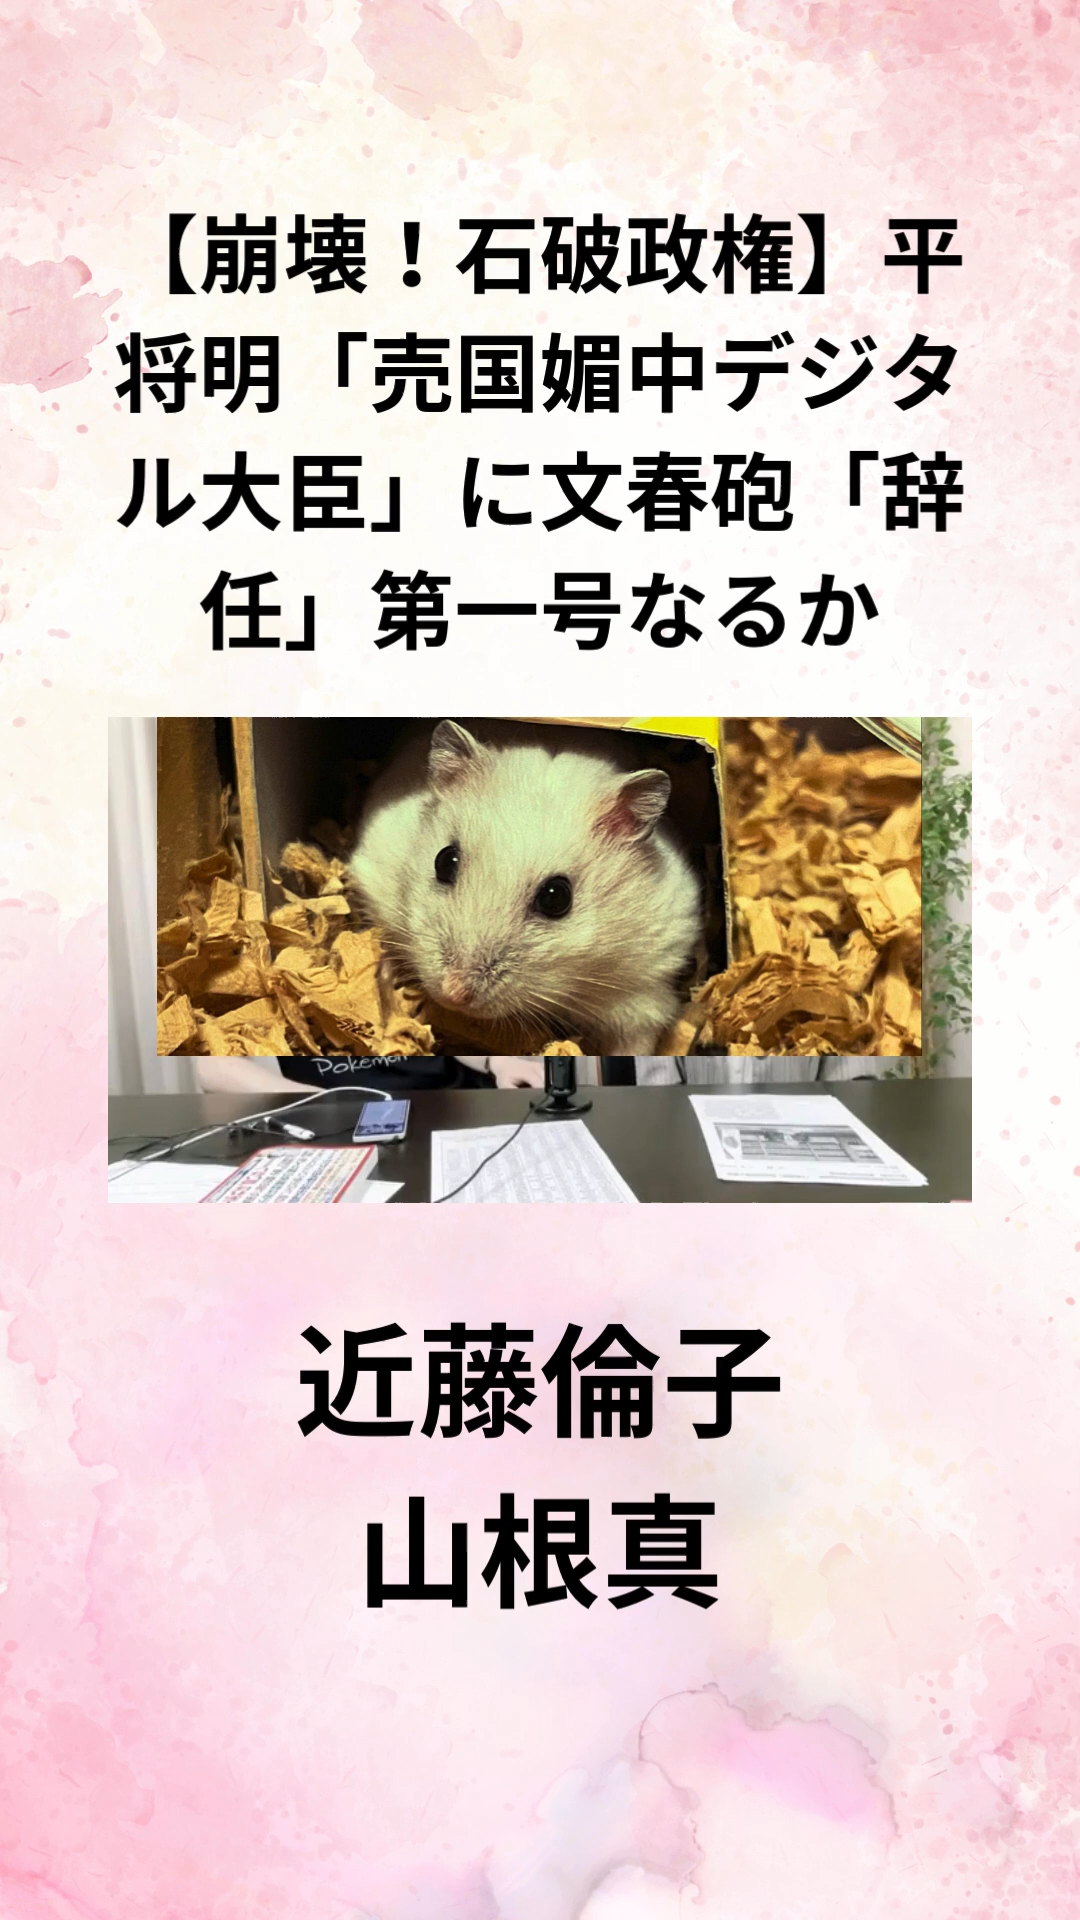 【崩壊！石破政権】平
将明「売国媚中デジタ
ル大臣」に文春砲「辞
任」第一号なるか
Pokémon
近藤倫子
山根真